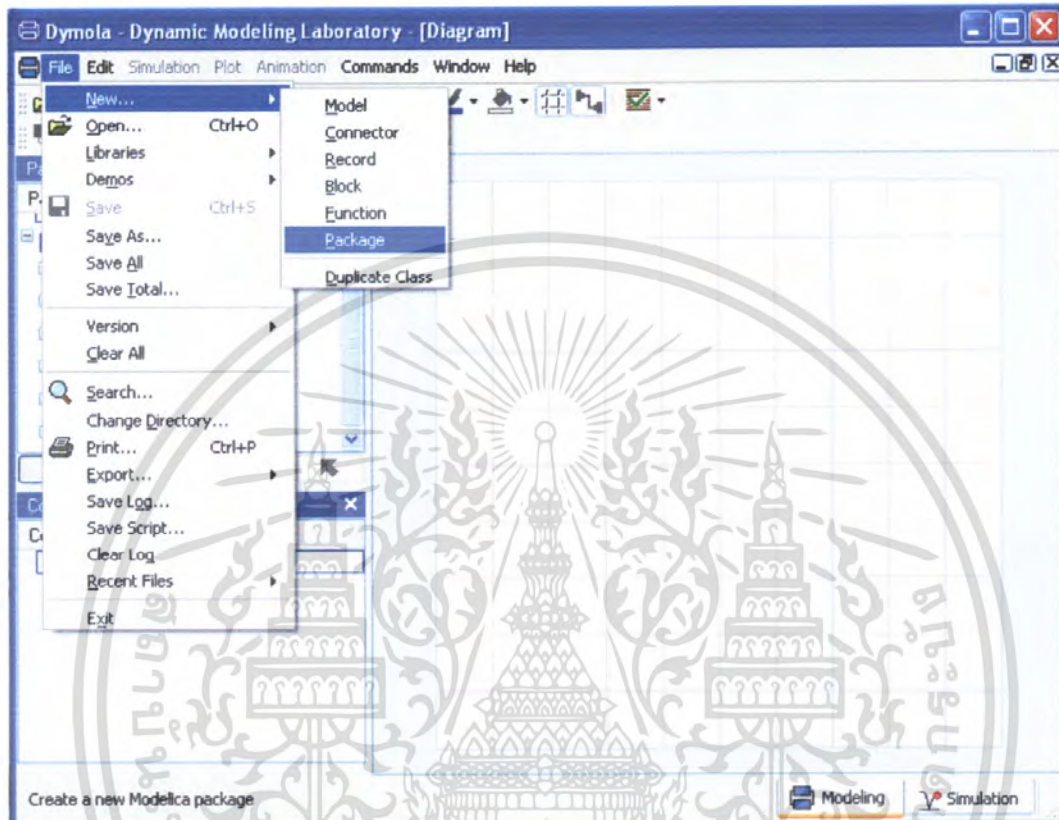 Dymola - Dynamic Modeling Laboratory - [Diagram]
File Edit Simulation Plot Animation Commands Window Help
New...
Open... Ctrl+O
Libraries
Demos
Save Ctrl+S
Save As...
Save All
Save Total...
Version
Clear All
Search...
Change Directory...
Print... Ctrl+P
Export...
Save Log...
Save Script...
Clear Log
Recent Files
Exit
Model
Connector
Record
Block
Function
Package
Duplicate Class
Create a new Modelica package
Modeling Simulation